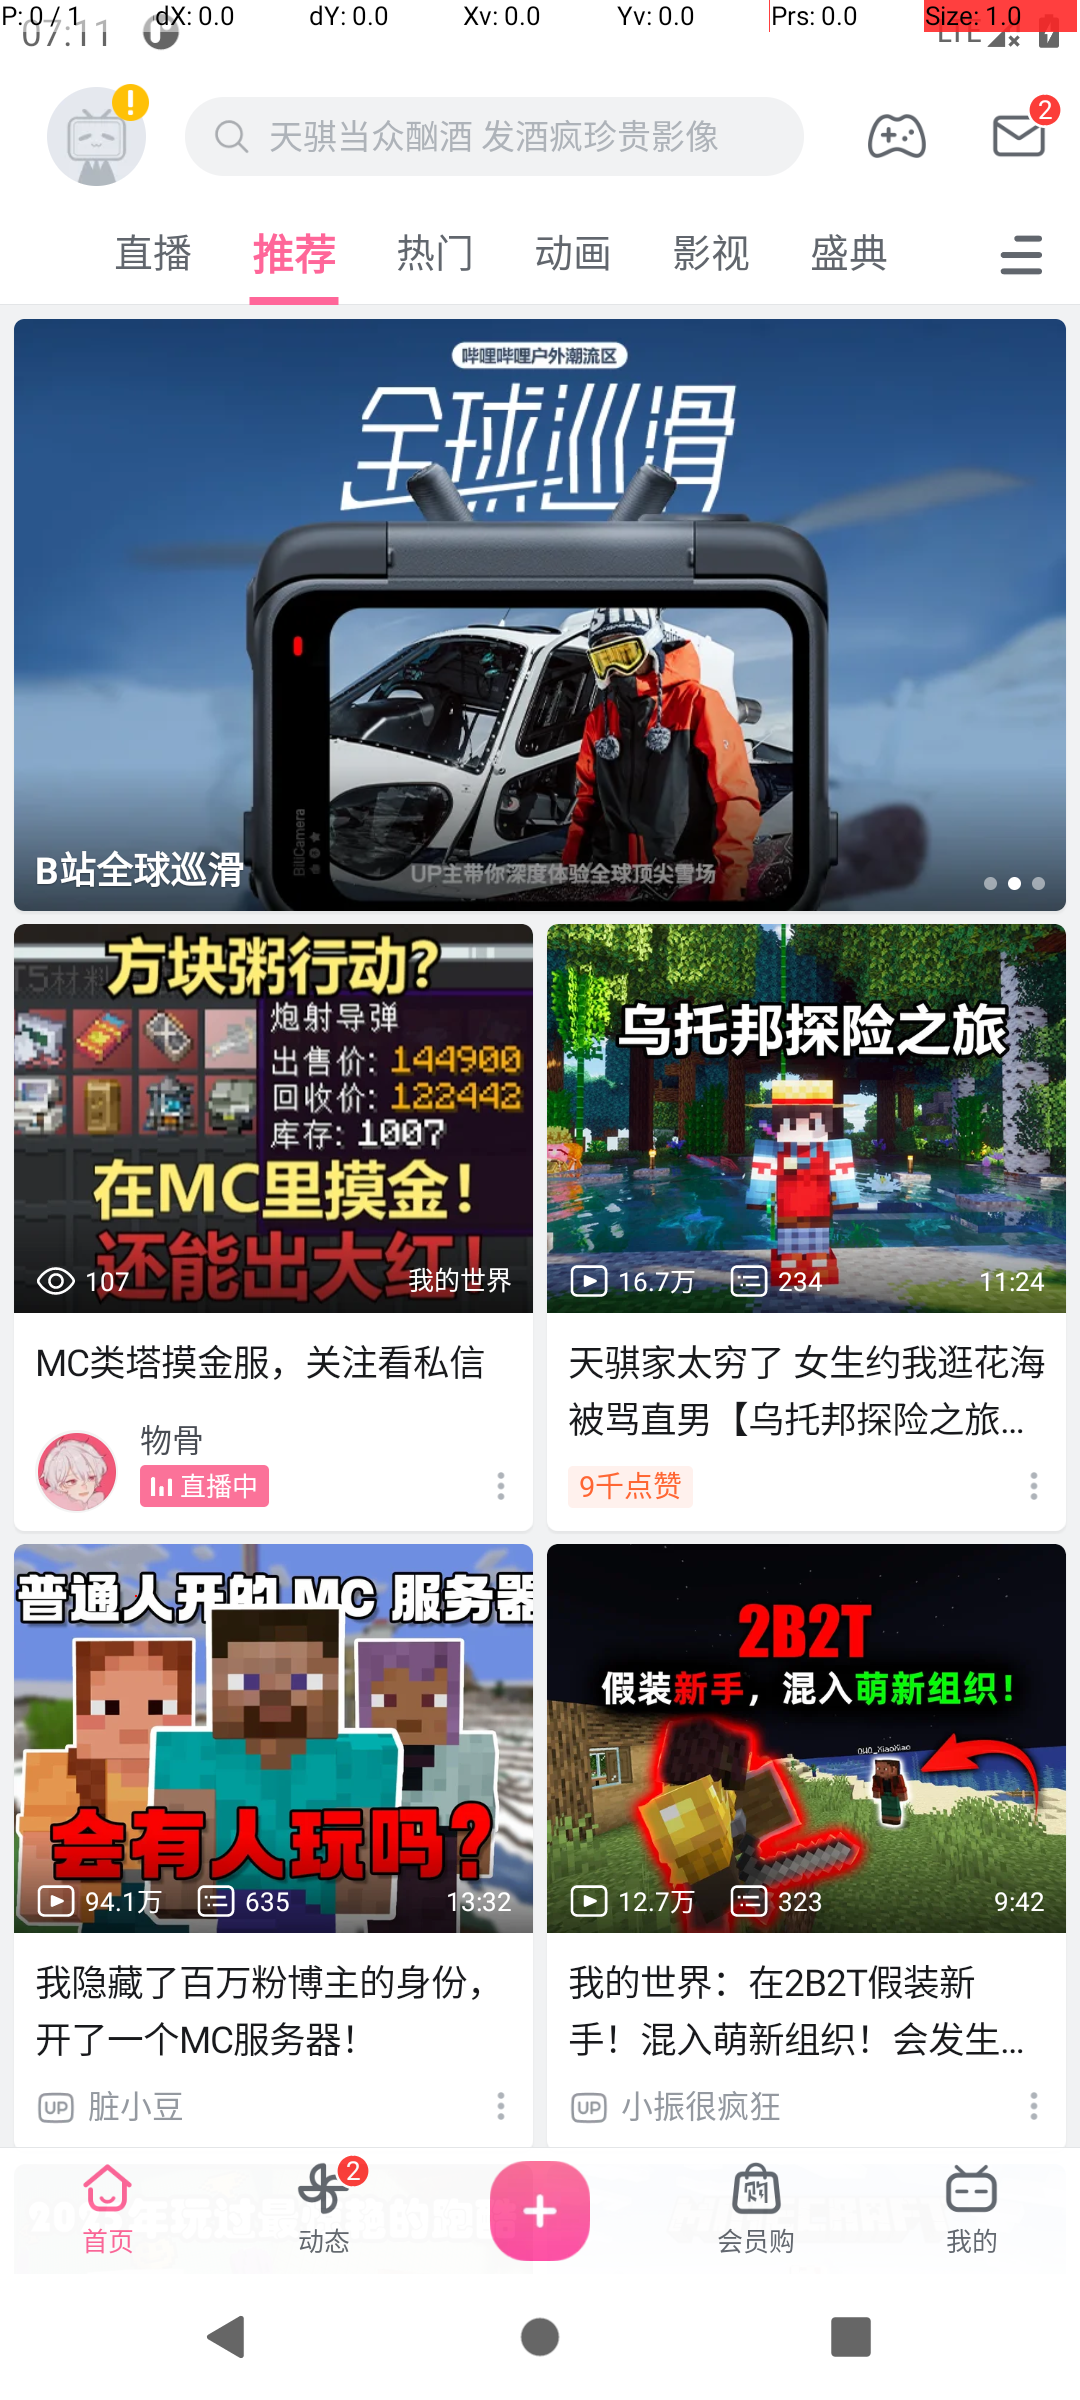 P: 0 / 1 dX: 0.0 dY: 0.0 Xv: 0.0 Yv: 0.0 Prs: 0.0 Size: 1.0
07:11 LTE
天骐当众酗酒 发酒疯珍贵影像
2
直播 推荐 热门 动画 影视 盛典
哔哩哔哩户外潮流区
全球巡滑
BiliCamera
UP主带你深度体验全球顶尖雪场
B站全球巡滑
方块粥行动?
T5材料
炮射导弹
出售价: 144900
回收价: 122442
库存: 1007
在MC里摸金!
还能出大红!
107 我的世界
MC类塔摸金服，关注看私信
物骨
直播中
乌托邦探险之旅
16.7万 234 11:24
天骐家太穷了 女生约我逛花海
被骂直男【乌托邦探险之旅...
9千点赞
普通人开的 MC 服务器
会有人玩吗?
94.1万 635 13:32
我隐藏了百万粉博主的身份，
开了一个MC服务器！
UP 脏小豆
2B2T
假装新手，混入萌新组织！
OWO_XiaoXiao
12.7万 323 9:42
我的世界：在2B2T假装新
手！混入萌新组织！会发生...
UP 小振很疯狂
首页
2
动态
购
会员购
我的